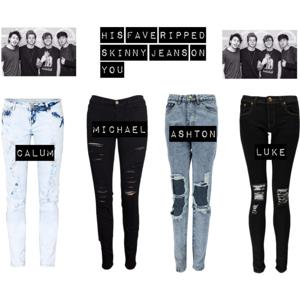 HIS FAVE RIPPED
SKINNY JEANS ON
YOU
CALUM
MICHAEL
ASHTON
LUKE